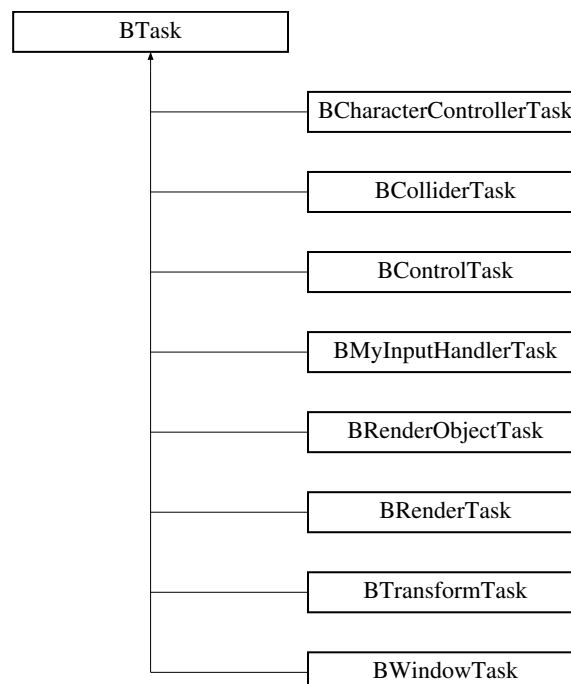 BTask
BCharacterControllerTask
BColliderTask
BControlTask
BMyInputHandlerTask
BRenderObjectTask
BRenderTask
BTransformTask
BWindowTask